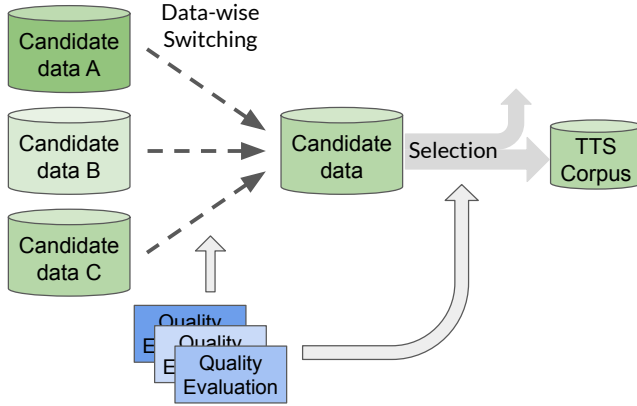 Data-wise
Switching
Candidate
data A
Candidate
data B
Candidate
data C
Candidate
data
Selection
TTS
Corpus
Quality
E
Quality
E
Quality
Evaluation